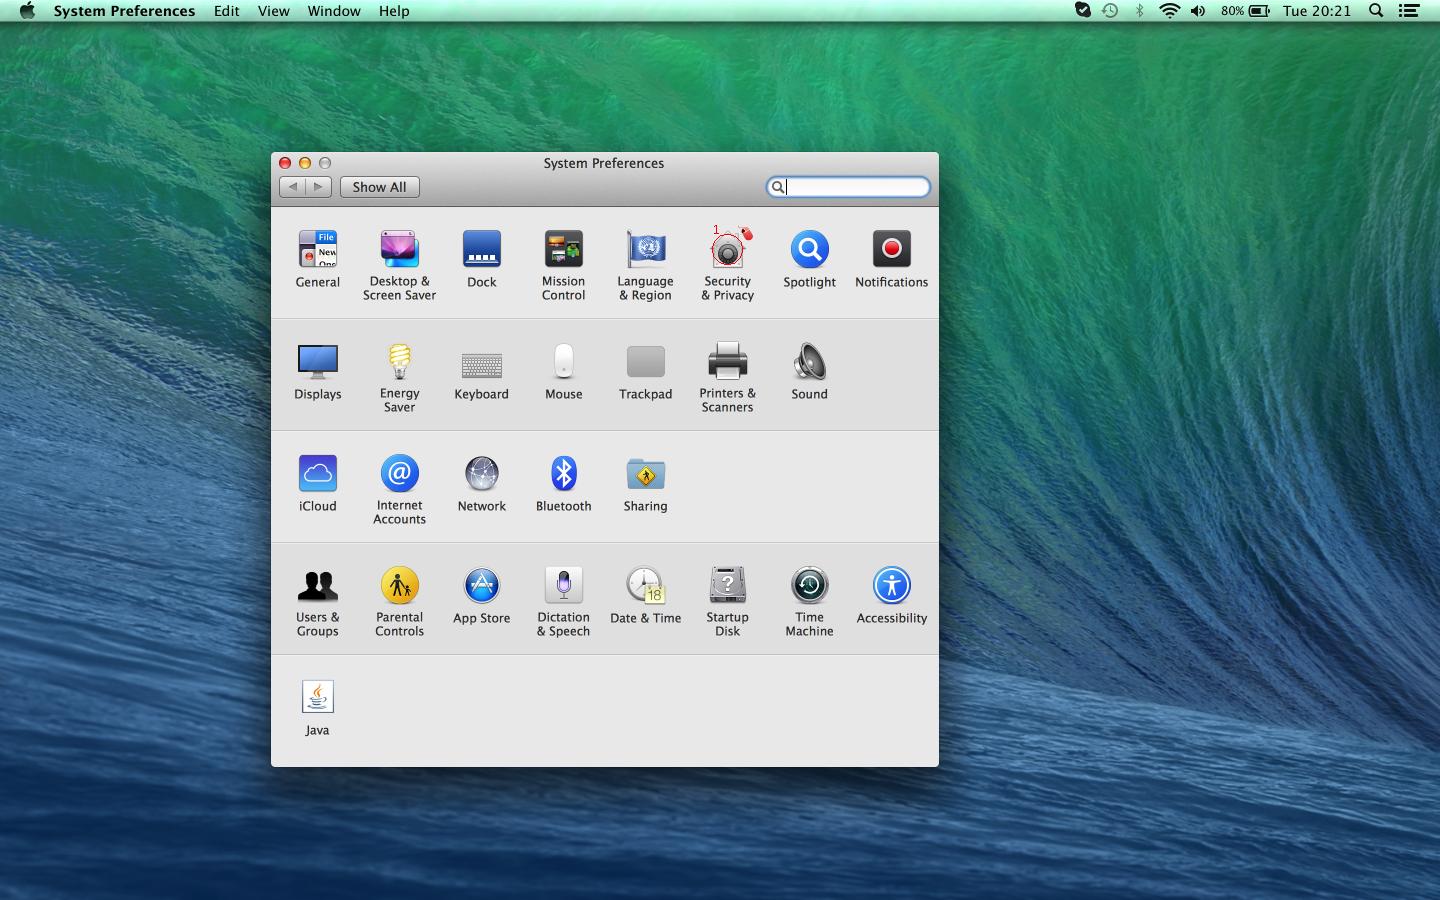 System Preferences Edit View Window Help 80% Tue 20:21
System Preferences
Show All
1
File
New
General
Desktop &
Screen Saver
Dock
Mission
Control
Language
& Region
Security
& Privacy
Spotlight
Notifications
Displays
Energy
Saver
Keyboard
Mouse
Trackpad
Printers &
Scanners
Sound
iCloud
@
Internet
Accounts
Network
Bluetooth
Sharing
Users &
Groups
Parental
Controls
App Store
Dictation
& Speech
18
Date & Time
?
Startup
Disk
Time
Machine
Accessibility
Java